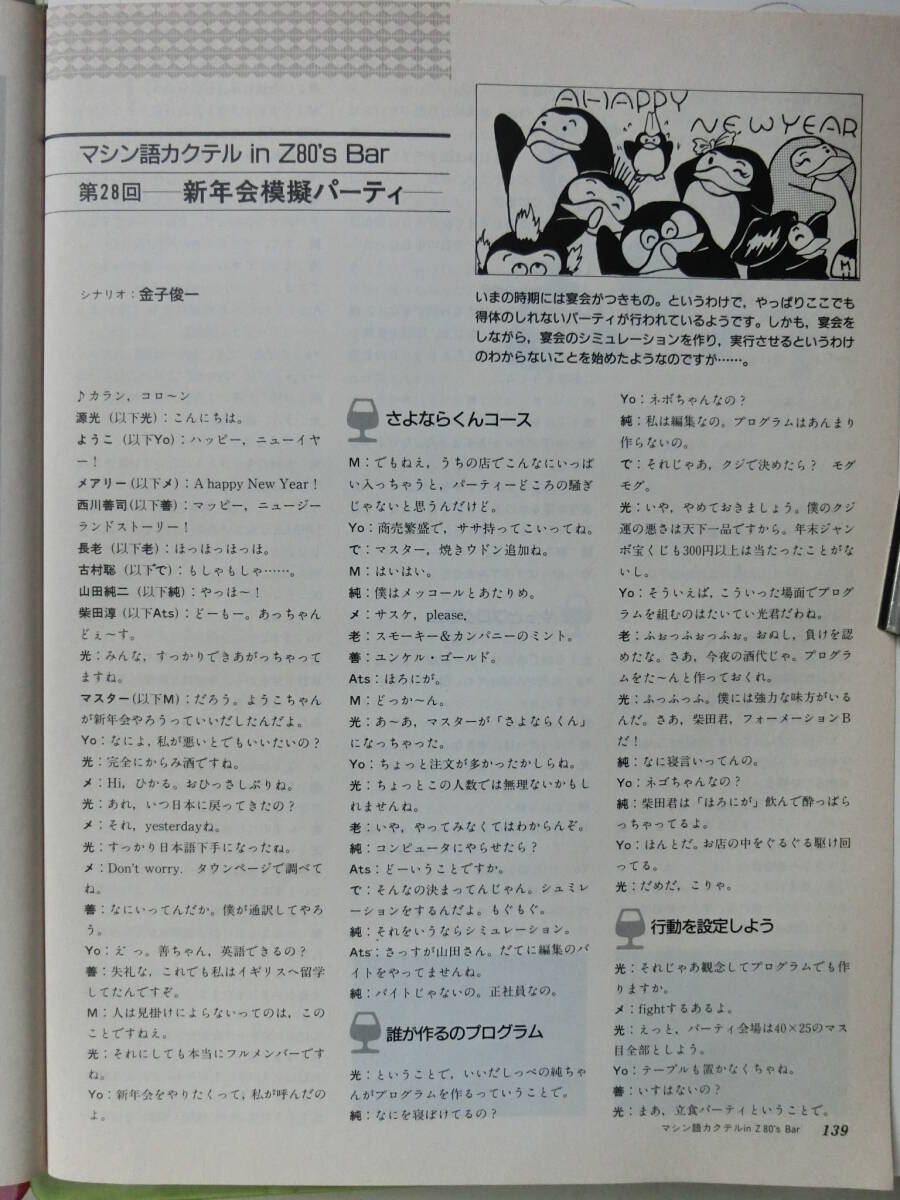 A HAPPY
NEW YEAR
マシン語カクテル in Z80's Bar
第28回――新年会模擬パーティ――
シナリオ：金子俊一
いまの時期には宴会がつきもの。というわけで，やっぱりここでも
得体のしれないパーティが行われているようです。しかも，宴会を
しながら，宴会のシミュレーションを作り，実行させるというわけ
のわからないことを始めたようなのですが……。
♪カラン，コローン
源光（以下光）：こんにちは。
ようこ（以下Yo）：ハッピー，ニューイヤ
ー！
メアリー（以下メ）：A happy New Year！
西川善司（以下善）：マッピー，ニュージー
ランドストーリー！
長老（以下老）：ほっほっほっほ。
古村聡（以下で）：もしゃもしゃ……。
山田純二（以下純）：やっほ～！
柴田淳（以下Ats）：どーもー。あっちゃん
どぇ～す。
光：みんな，すっかりできあがっちゃって
ますね。
マスター（以下M）：だろう。ようこちゃん
が新年会やろうっていいだしたんだよ。
Yo：なによ，私が悪いとでもいいたいの？
光：完全にからみ酒ですね。
メ：Hi，ひかる。おひっさしぶりね。
光：あれ，いつ日本に戻ってきたの？
メ：それ，yesterdayね。
光：すっかり日本語下手になったね。
メ：Don't worry. タウンページで調べて
ね。
善：なにいってんだか。僕が通訳してやろ
う。
Yo：え゛っ。善ちゃん，英語できるの？
善：失礼な，これでも私はイギリスへ留学
してたんですぞ。
M：人は見掛けによらないってのは，この
ことですねえ。
光：それにしても本当にフルメンバーです
ね。
Yo：新年会をやりたくって，私が呼んだの
よ。
さよならくんコース
M：でもねえ，うちの店でこんなにいっぱ
い入っちゃうと，パーティーどころの騒ぎ
じゃないと思うんだけど。
Yo：商売繁盛で，ササ持ってこいってね。
で：マスター，焼きウドン追加ね。
M：はいはい。
純：僕はメッコールとあたりめ。
メ：サスケ，please,
老：スモーキー＆カンパニーのミント。
善：ユンケル・ゴールド。
Ats：ほろにが。
M：どっか～ん。
光：あ～あ，マスターが「さよならくん」
になっちゃった。
Yo：ちょっと注文が多かったかしらね。
光：ちょっとこの人数では無理ないかもし
れませんね。
老：いや，やってみなくてはわからんぞ。
純：コンピュータにやらせたら？
Ats：どーいうことですか。
で：そんなの決まってんじゃん。シュミレ
ーションをするんだよ。もぐもぐ。
純：それをいうならシミュレーション。
Ats：さっすが山田さん。だてに編集のバ
イトをやってませんね。
純：バイトじゃないの。正社員なの。
誰が作るのプログラム
光：ということで，いいだしっぺの純ちゃ
んがプログラムを作るっていうことで。
純：なにを寝ぼけてるの？
Yo：ネボちゃんなの？
純：私は編集なの。プログラムはあんまり
作らないの。
で：それじゃあ，クジで決めたら？ モグ
モグ。
光：いや，やめておきましょう。僕のクジ
運の悪さは天下一品ですから。年末ジャン
ボ宝くじも300円以上は当たったことがな
いし。
Yo：そういえば，こういった場面でプログ
ラムを組むのはたいてい光君だわね。
老：ふぉっふぉっふぉ。おぬし，負けを認
めたな。さあ，今夜の酒代じゃ。プログラ
ムをた～んと作っておくれ。
光：ふっふっふ。僕には強力な味方がいる
んだ。さあ，柴田君，フォーメーションB
だ！
純：なに寝言いってんの。
Yo：ネゴちゃんなの？
純：柴田君は「ほろにが」飲んで酔っぱら
っちゃってるよ。
Yo：ほんとだ。お店の中をぐるぐる駆け回
ってる。
光：だめだ，こりゃ。
行動を設定しよう
光：それじゃあ観念してプログラムでも作
りますか。
メ：fightするあるよ。
光：えっと，パーティ会場は40×25のマス
目全部としよう。
Yo：テーブルも置かなくちゃね。
善：いすはないの？
光：まあ，立食パーティということで。
マシン語カクテル in Z80's Bar 139